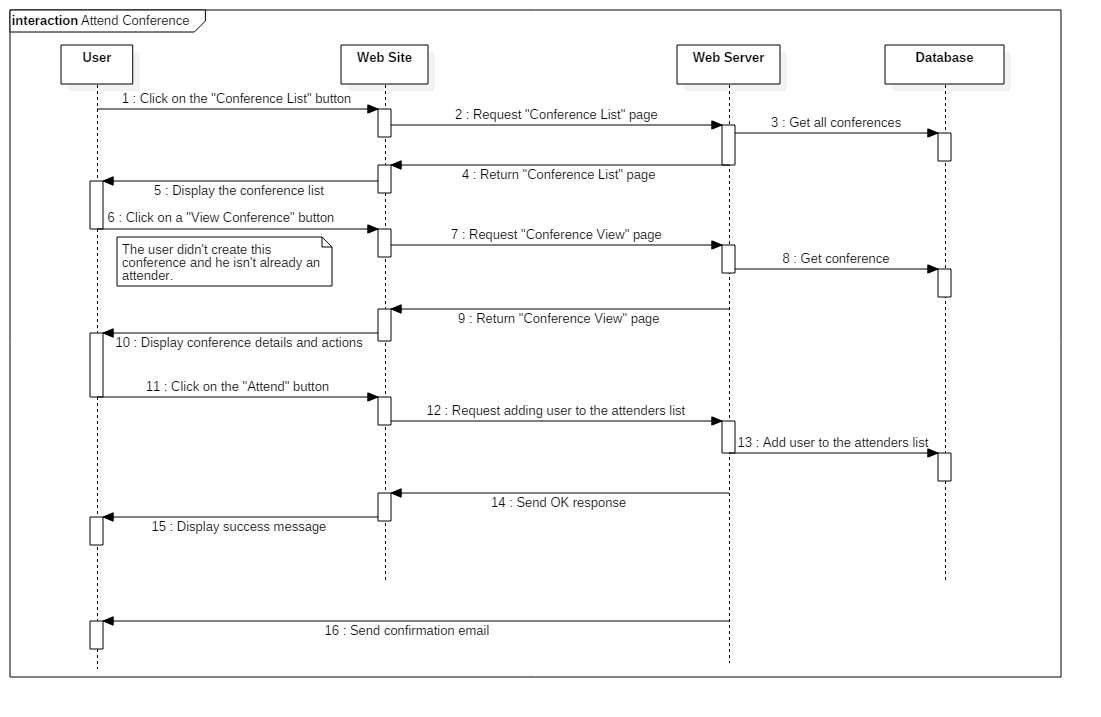 interaction Attend Conference
User
Web Site
Web Server
Database
1 : Click on the "Conference List" button
2 : Request "Conference List" page
3 : Get all conferences
4 : Return "Conference List" page
5 : Display the conference list
6 : Click on a "View Conference" button
7 : Request "Conference View" page
The user didn't create this
conference and he isn't already an
attender.
8 : Get conference
9 : Return "Conference View" page
10 : Display conference details and actions
11 : Click on the "Attend" button
12 : Request adding user to the attenders list
13 : Add user to the attenders list
14 : Send OK response
15 : Display success message
16 : Send confirmation email